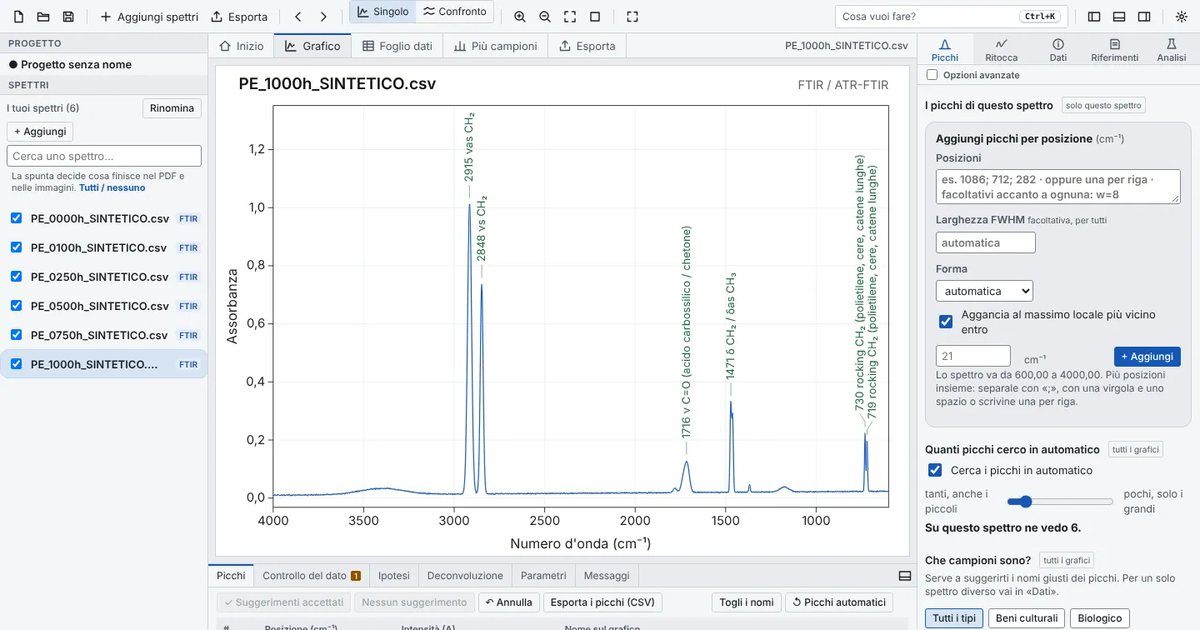 Aggiungi spettri
Esporta
Singolo
Confronto
Cosa vuoi fare?
Ctrl+K
PROGETTO
Progetto senza nome
SPETTRI
I tuoi spettri (6)
Rinomina
+ Aggiungi
Cerca uno spettro…
La spunta decide cosa finisce nel PDF e
nelle immagini. Tutti / nessuno
PE_0000h_SINTETICO.csv FTIR
PE_0100h_SINTETICO.csv FTIR
PE_0250h_SINTETICO.csv FTIR
PE_0500h_SINTETICO.csv FTIR
PE_0750h_SINTETICO.csv FTIR
PE_1000h_SINTETICO.... FTIR
Inizio
Grafico
Foglio dati
Più campioni
Esporta
PE_1000h_SINTETICO.csv
PE_1000h_SINTETICO.csv
FTIR / ATR-FTIR
Assorbanza
1,2
1,0
0,8
0,6
0,4
0,2
0,0
2915 νas CH₂
2848 νs CH₂
1716 ν C=O (acido carbossilico / chetone)
1471 δ CH₂ / δas CH₃
730 rocking CH₂ (polietilene, cere, catene lunghe)
719 rocking CH₂ (polietilene, cere, catene lunghe)
4000 3500 3000 2500 2000 1500 1000
Numero d'onda (cm⁻¹)
Picchi
Controllo del dato 1
Ipotesi
Deconvoluzione
Parametri
Messaggi
✓ Suggerimenti accettati
Nessun suggerimento
↶ Annulla
Esporta i picchi (CSV)
Togli i nomi
↺ Picchi automatici
# Posizione (cm⁻¹) Intensità (A) Nome sul grafico
Picchi
Ritocca
Dati
Riferimenti
Analisi
Opzioni avanzate
I picchi di questo spettro solo questo spettro
Aggiungi picchi per posizione (cm⁻¹)
Posizioni
es. 1086; 712; 282 · oppure una per riga ·
facoltativi accanto a ognuna: w=8
Larghezza FWHM facoltativa, per tutti
automatica
Forma
automatica
Aggancia al massimo locale più vicino
entro
21 cm⁻¹
+ Aggiungi
Lo spettro va da 600,00 a 4000,00. Più posizioni
insieme: separale con «;», con una virgola e uno
spazio o scrivine una per riga.
Quanti picchi cerco in automatico tutti i grafici
Cerca i picchi in automatico
tanti, anche i
piccoli
pochi, solo i
grandi
Su questo spettro ne vedo 6.
Che campioni sono? tutti i grafici
Serve a suggerirti i nomi giusti dei picchi. Per un solo
spettro diverso vai in «Dati».
Tutti i tipi
Beni culturali
Biologico